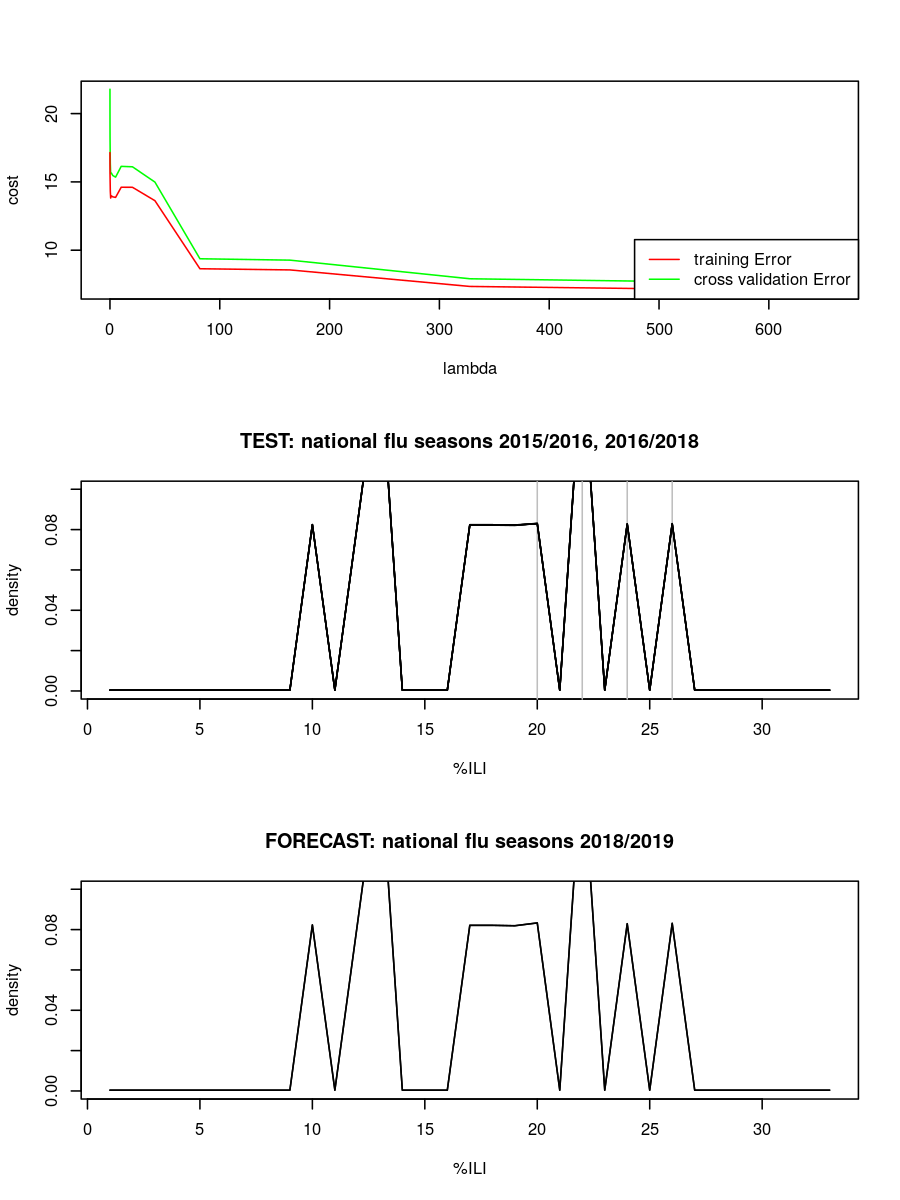 20
15
10
cost
training Error
cross validation Error
0 100 200 300 400 500 600
lambda
TEST: national flu seasons 2015/2016, 2016/2018
0.08
0.04
0.00
density
0 5 10 15 20 25 30
%ILI
FORECAST: national flu seasons 2018/2019
0.08
0.04
0.00
density
0 5 10 15 20 25 30
%ILI